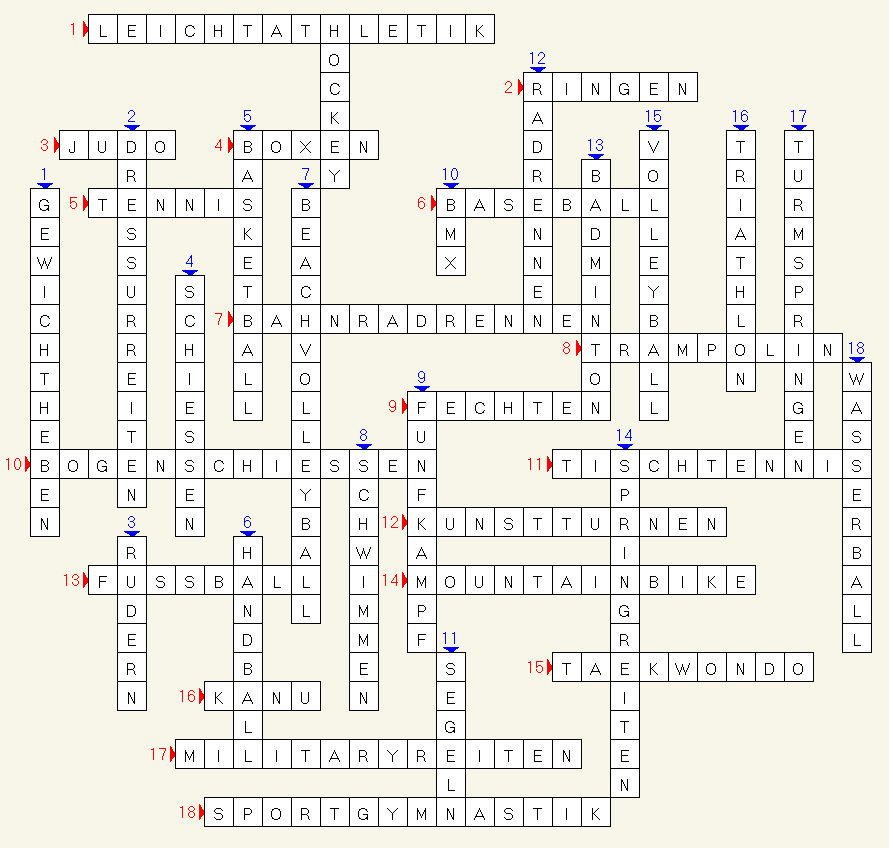 1 LEICHTATHLETIK
HOCKEY
12 RADRENNEN
2 RINGEN
2 DRESSURREITEN
5 BASKETBALL
15 VOLLEYBALL
16 TRIATHLON
17 TURMSPRINGEN
3 JUDO
4 BOXEN
13 BADMINTON
1 GEWICHTHEBEN
7 BEACHVOLLEYBALL
10 BMX
5 TENNIS
6 BASEBALL
4 SCHIESSEN
7 BAHNRADRENNEN
8 TRAMPOLIN
18 WASSERBALL
9 FUNFKAMPF
9 FECHTEN
8 SCHWIMMEN
14 SPRINGREITEN
10 BOGENSCHIESSEN
11 TISCHTENNIS
12 KUNSTTURNEN
3 RUDERN
6 HANDBALL
13 FUSSBALL
14 MOUNTAINBIKE
11 SEGELN
15 TAEKWONDO
16 KANU
17 MILITARYREITEN
18 SPORTGYMNASTIK